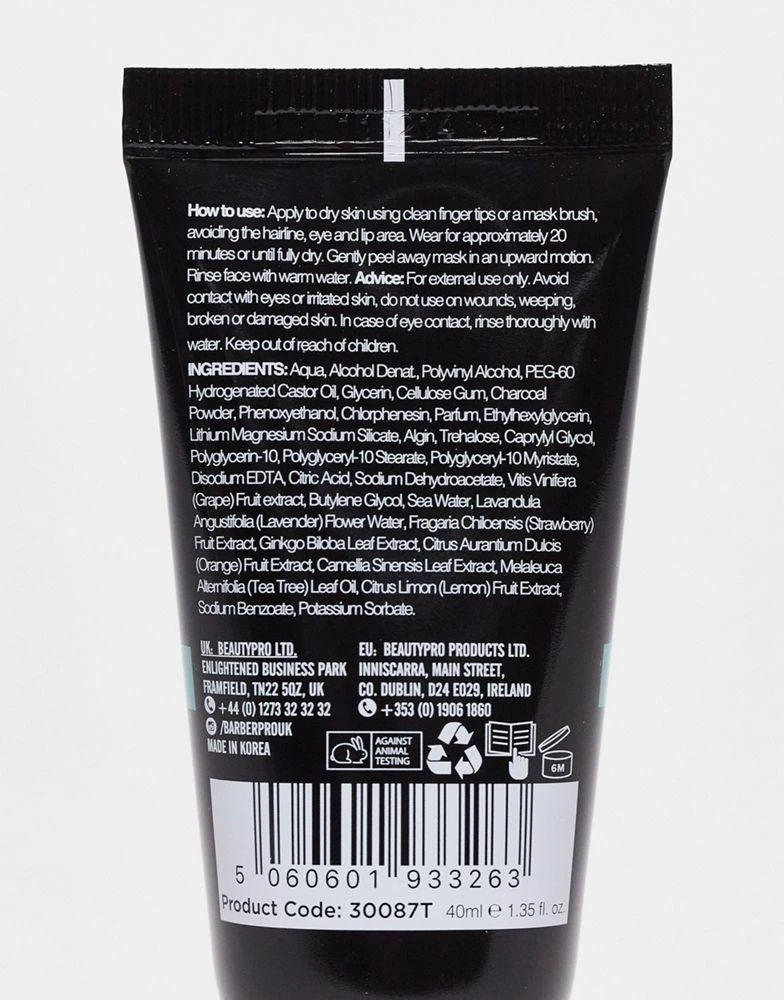 How to use: Apply to dry skin using clean finger tips or a mask brush,
avoiding the hairline, eye and lip area. Wear for approximately 20
minutes or until fully dry. Gently peel away mask in an upward motion.
Rinse face with warm water. Advice: For external use only. Avoid
contact with eyes or irritated skin, do not use on wounds, weeping,
broken or damaged skin. In case of eye contact, rinse thoroughly with
water. Keep out of reach of children.
INGREDIENTS: Aqua, Alcohol Denat., Polyvinyl Alcohol, PEG-60
Hydrogenated Castor Oil, Glycerin, Cellulose Gum, Charcoal
Powder, Phenoxyethanol, Chlorphenesin, Parfum, Ethylhexylglycerin,
Lithium Magnesium Sodium Silicate, Algin, Trehalose, Caprylyl Glycol,
Polyglycerin-10, Polyglyceryl-10 Stearate, Polyglyceryl-10 Myristate,
Disodium EDTA, Citric Acid, Sodium Dehydroacetate, Vitis Vinifera
(Grape) Fruit extract, Butylene Glycol, Sea Water, Lavandula
Angustifolia (Lavender) Flower Water, Fragaria Chiloensis (Strawberry)
Fruit Extract, Ginkgo Biloba Leaf Extract, Citrus Aurantium Dulcis
(Orange) Fruit Extract, Camellia Sinensis Leaf Extract, Melaleuca
Alternifolia (Tea Tree) Leaf Oil, Citrus Limon (Lemon) Fruit Extract,
Sodium Benzoate, Potassium Sorbate.
UK: BEAUTYPRO LTD.
ENLIGHTENED BUSINESS PARK
FRAMFIELD, TN22 5QZ, UK
+44 (0) 1273 32 32 32
/BARBERPROUK
MADE IN KOREA
EU: BEAUTYPRO PRODUCTS LTD.
INNISCARRA, MAIN STREET,
CO. DUBLIN, D24 E029, IRELAND
+353 (0) 1906 1860
AGAINST
ANIMAL
TESTING
6M
5 060601 933263
Product Code: 30087T 40ml ℮ 1.35 fl. oz.